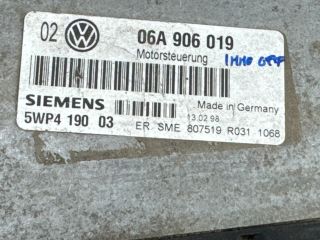 02 VW 06A 906 019
Motorsteuerung IMMO OFF
SIEMENS Made in Germany
5WP4 190 03 13.02.98
ER SME 807519 R031 1068